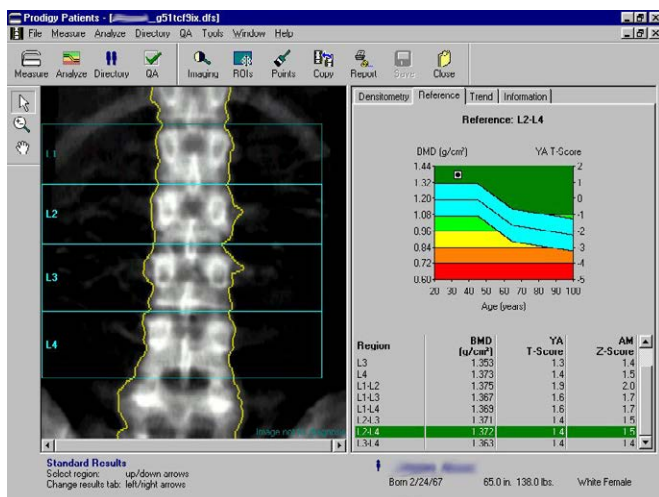 Prodigy Patients - [ _g51tcf9ix.dfs]
File Measure Analyze Directory QA Tools Window Help
Measure Analyze Directory QA Imaging ROIs Points Copy Report Save Close
Densitometry Reference Trend Information
Reference: L2-L4
BMD (g/cm²) YA T-Score
1.44 2
1.32 1
1.20 0
1.08 -1
0.96 -2
0.84 -3
0.72 -4
0.60 -5
20 30 40 50 60 70 80 90 100
Age (years)
L1
L2
L3
L4
Image not
Region BMD (g/cm²) YA T-Score AM Z-Score
L3 1.353 1.3 1.4
L4 1.373 1.4 1.5
L1-L2 1.375 1.9 2.0
L1-L3 1.367 1.6 1.7
L1-L4 1.369 1.6 1.7
L2-L3 1.371 1.4 1.5
L2-L4 1.372 1.4 1.5
L3-L4 1.363 1.4 1.4
Standard Results
Select region: up/down arrows
Change results tab: left/right arrows
Born 2/24/67 65.0 in. 138.0 lbs. White Female